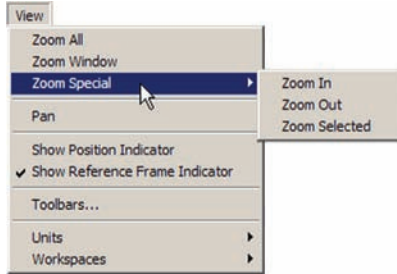 View
Zoom All
Zoom Window
Zoom Special
Zoom In
Zoom Out
Zoom Selected
Pan
Show Position Indicator
Show Reference Frame Indicator
Toolbars...
Units
Workspaces